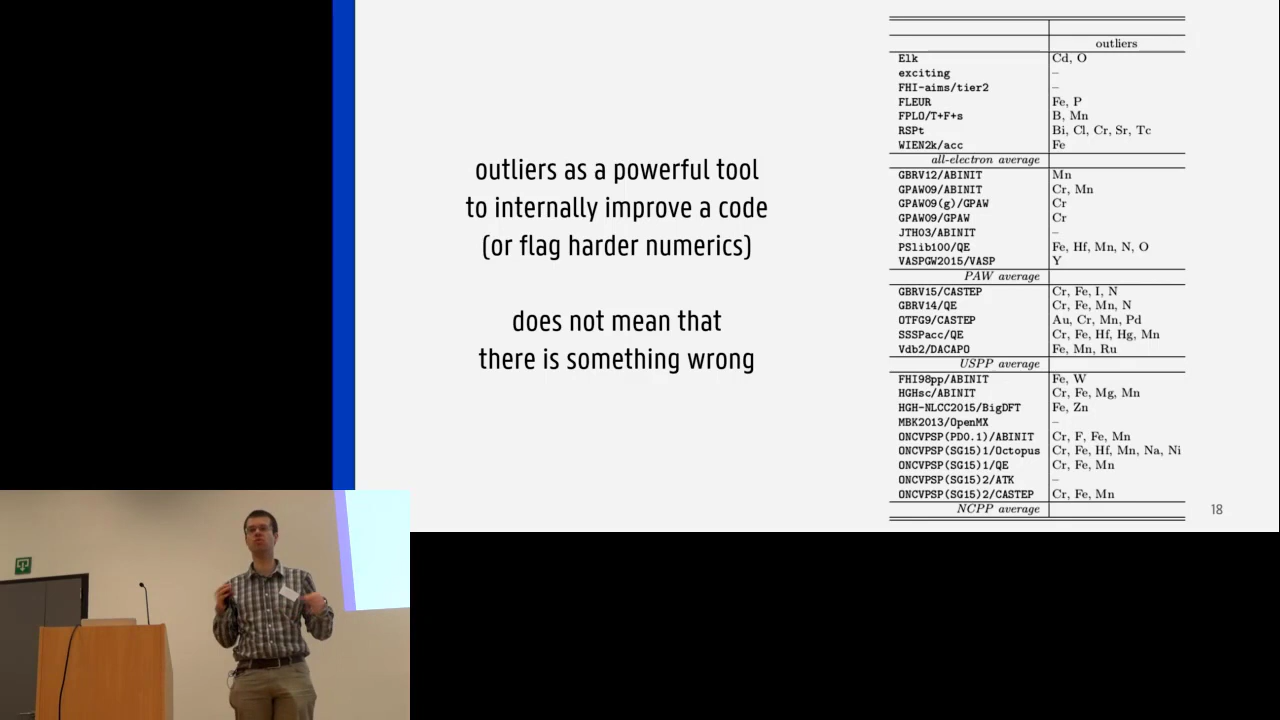 outliers as a powerful tool
to internally improve a code
(or flag harder numerics)
does not mean that
there is something wrong
outliers
Elk Cd, O
exciting –
FHI-aims/tier2 –
FLEUR Fe, P
FPLO/T+F+s B, Mn
RSPt Bi, Cl, Cr, Sr, Tc
WIEN2k/acc Fe
all-electron average
GBRV12/ABINIT Mn
GPAW09/ABINIT Cr, Mn
GPAW09(g)/GPAW Cr
GPAW09/GPAW Cr
JTH03/ABINIT –
PSlib100/QE Fe, Hf, Mn, N, O
VASPGW2015/VASP Y
PAW average
GBRV15/CASTEP Cr, Fe, I, N
GBRV14/QE Cr, Fe, Mn, N
OTFG9/CASTEP Au, Cr, Mn, Pd
SSSPacc/QE Cr, Fe, Hf, Hg, Mn
Vdb2/DACAPO Fe, Mn, Ru
USPP average
FHI98pp/ABINIT Fe, W
HGHsc/ABINIT Cr, Fe, Mg, Mn
HGH-NLCC2015/BigDFT Fe, Zn
MBK2013/OpenMX –
ONCVPSP(PD0.1)/ABINIT Cr, F, Fe, Mn
ONCVPSP(SG15)1/Octopus Cr, Fe, Hf, Mn, Na, Ni
ONCVPSP(SG15)1/QE Cr, Fe, Mn
ONCVPSP(SG15)2/ATK –
ONCVPSP(SG15)2/CASTEP Cr, Fe, Mn
NCPP average
18